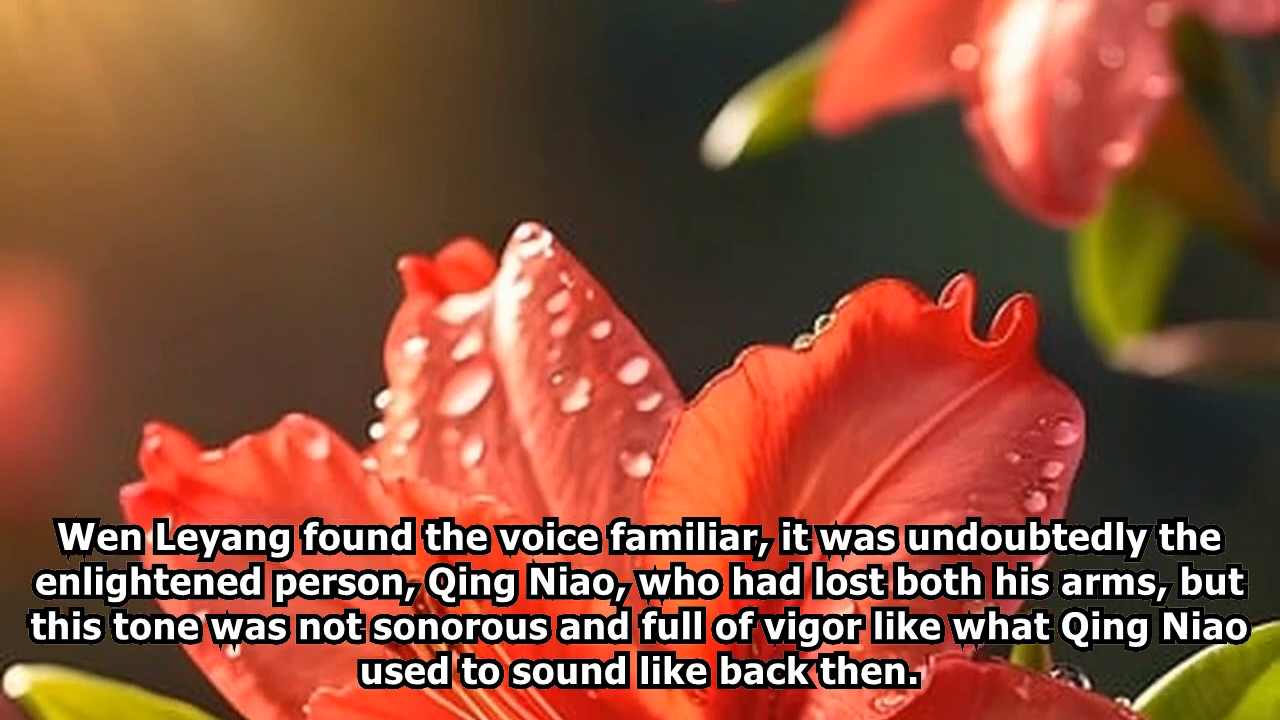 Wen Leyang found the voice familiar, it was undoubtedly the
enlightened person, Qing Niao, who had lost both his arms, but
this tone was not sonorous and full of vigor like what Qing Niao
used to sound like back then.